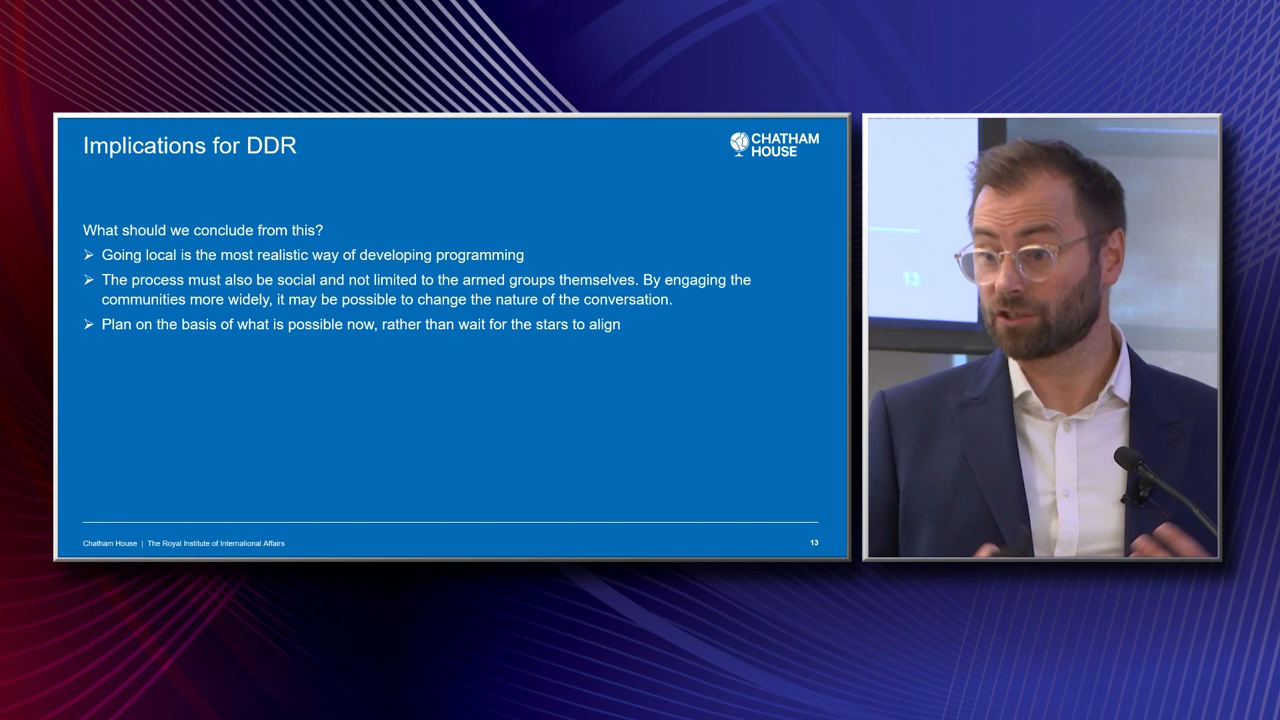 Implications for DDR
CHATHAM
HOUSE
What should we conclude from this?
➢ Going local is the most realistic way of developing programming
➢ The process must also be social and not limited to the armed groups themselves. By engaging the
communities more widely, it may be possible to change the nature of the conversation.
➢ Plan on the basis of what is possible now, rather than wait for the stars to align
Chatham House | The Royal Institute of International Affairs
13
13